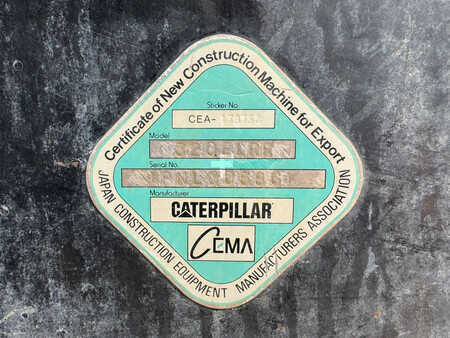 Certificate of New Construction Machine for Export
Sticker No.
CEA-
Model
Serial No.
Manufacturer
CATERPILLAR
CEMA
JAPAN CONSTRUCTION EQUIPMENT MANUFACTURERS ASSOCIATION